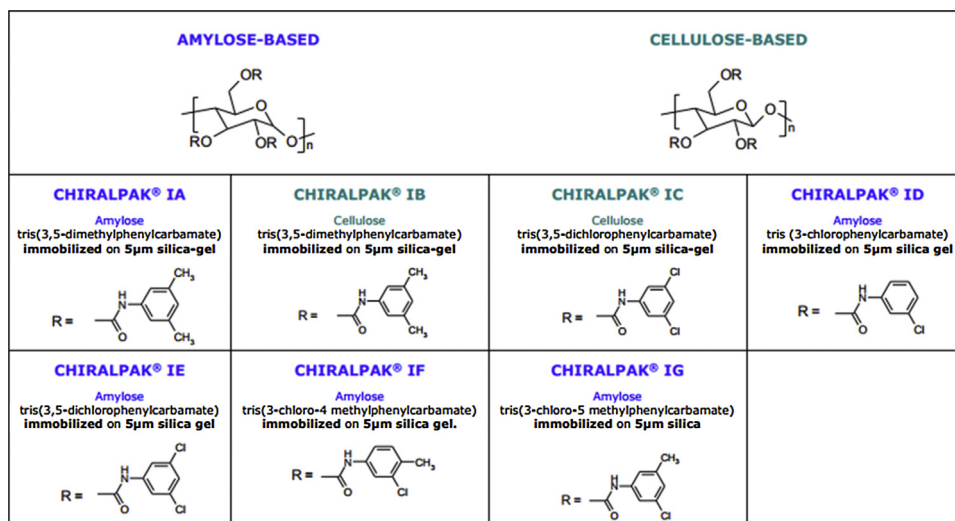 AMYLOSE-BASED
CELLULOSE-BASED
OR
O
RO
OR
O
n
OR
O
O
RO
OR
n
CHIRALPAK® IA
Amylose
tris(3,5-dimethylphenylcarbamate)
immobilized on 5µm silica-gel
R =
H
N
O
CH3
CH3
CHIRALPAK® IB
Cellulose
tris(3,5-dimethylphenylcarbamate)
immobilized on 5µm silica-gel
R =
H
N
O
CH3
CH3
CHIRALPAK® IC
Cellulose
tris(3,5-dichlorophenylcarbamate)
immobilized on 5µm silica-gel
R =
H
N
O
Cl
Cl
CHIRALPAK® ID
Amylose
tris (3-chlorophenylcarbamate)
immobilized on 5µm silica gel
R =
H
N
O
Cl
CHIRALPAK® IE
Amylose
tris(3,5-dichlorophenylcarbamate)
immobilized on 5µm silica gel
R =
H
N
O
Cl
Cl
CHIRALPAK® IF
Amylose
tris(3-chloro-4 methylphenylcarbamate)
immobilized on 5µm silica gel.
R =
H
N
O
CH3
Cl
CHIRALPAK® IG
Amylose
tris(3-chloro-5 methylphenylcarbamate)
immobilized on 5µm silica
R =
H
N
O
CH3
Cl